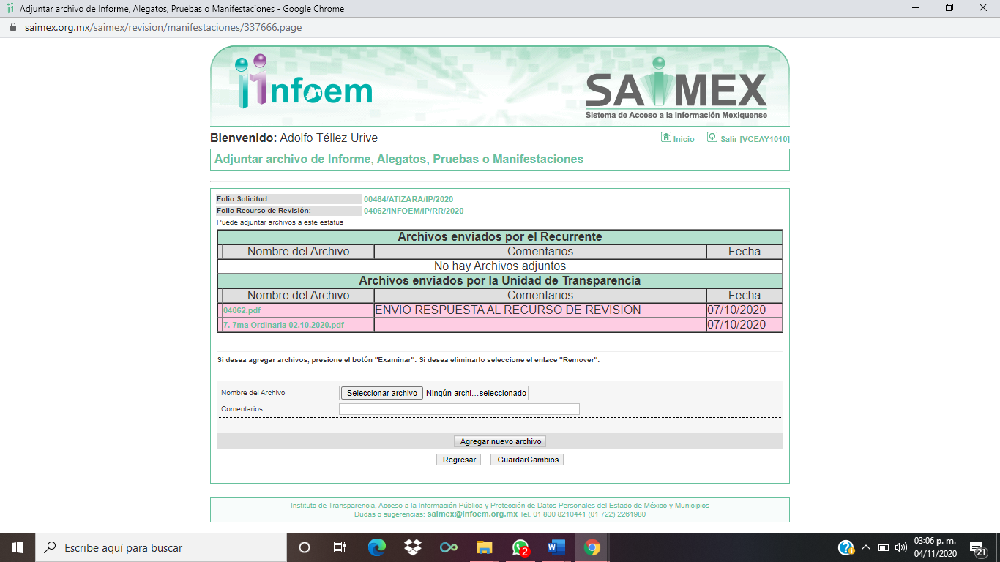 Adjuntar archivo de Informe, Alegatos, Pruebas o Manifestaciones - Google Chrome
saimex.org.mx/saimex/revision/manifestaciones/337666.page
infoem
SAIMEX
Sistema de Acceso a la Información Mexiquense
Bienvenido: Adolfo Téllez Urive
Inicio Salir [VCEAY1010]
Adjuntar archivo de Informe, Alegatos, Pruebas o Manifestaciones
Folio Solicitud: 00464/ATIZARA/IP/2020
Folio Recurso de Revisión: 04062/INFOEM/IP/RR/2020
Puede adjuntar archivos a este estatus
Archivos enviados por el Recurrente
Nombre del Archivo Comentarios Fecha
No hay Archivos adjuntos
Archivos enviados por la Unidad de Transparencia
Nombre del Archivo Comentarios Fecha
04062.pdf ENVIO RESPUESTA AL RECURSO DE REVISIÓN 07/10/2020
7. 7ma Ordinaria 02.10.2020.pdf 07/10/2020
Si desea agregar archivos, presione el botón "Examinar". Si desea eliminarlo seleccione el enlace "Remover".
Nombre del Archivo Seleccionar archivo Ningún archi...seleccionado
Comentarios
Agregar nuevo archivo
Regresar GuardarCambios
Instituto de Transparencia, Acceso a la Información Pública y Protección de Datos Personales del Estado de México y Municipios
Dudas o sugerencias: saimex@infoem.org.mx Tel. 01 800 8210441 (01 722) 2261980
Escribe aquí para buscar
2
03:06 p. m.
04/11/2020
21